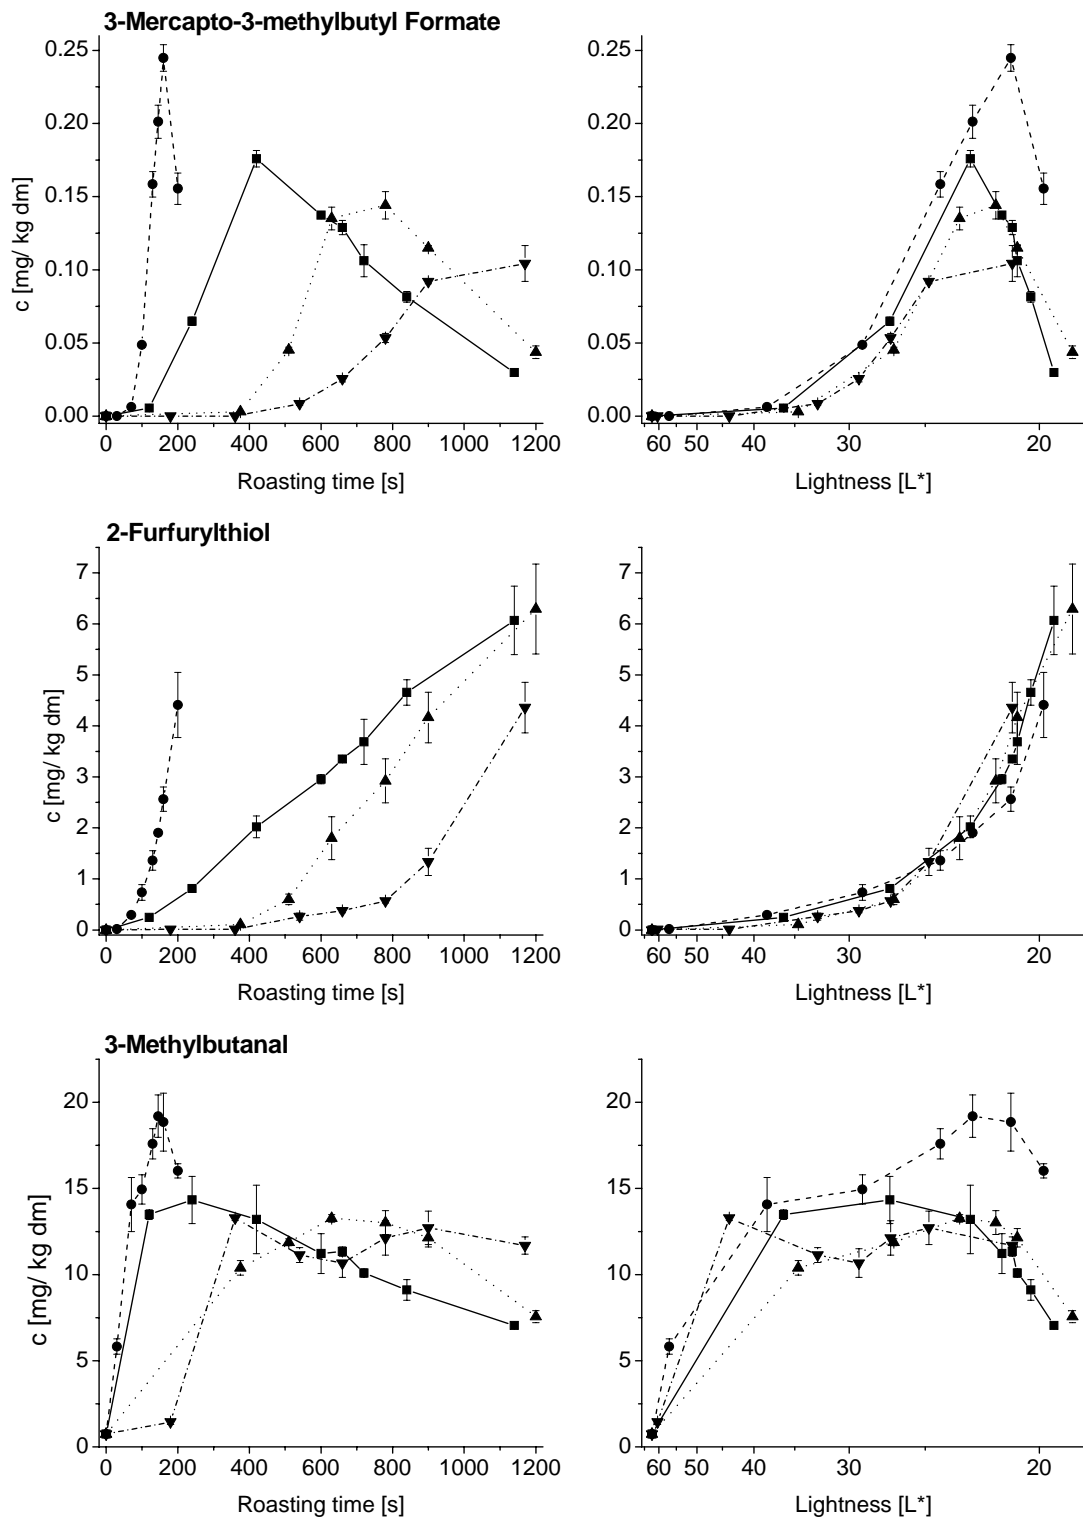 3-Mercapto-3-methylbutyl Formate
0.25
0.20
0.15
0.10
0.05
0.00
c [mg/ kg dm]
0 200 400 600 800 1000 1200
Roasting time [s]
60 50 40 30 20
Lightness [L*]
2-Furfurylthiol
7
6
5
4
3
2
1
0
c [mg/ kg dm]
0 200 400 600 800 1000 1200
Roasting time [s]
7
6
5
4
3
2
1
0
60 50 40 30 20
Lightness [L*]
3-Methylbutanal
20
15
10
5
0
c [mg/ kg dm]
0 200 400 600 800 1000 1200
Roasting time [s]
20
15
10
5
0
60 50 40 30 20
Lightness [L*]
0.25
0.20
0.15
0.10
0.05
0.00